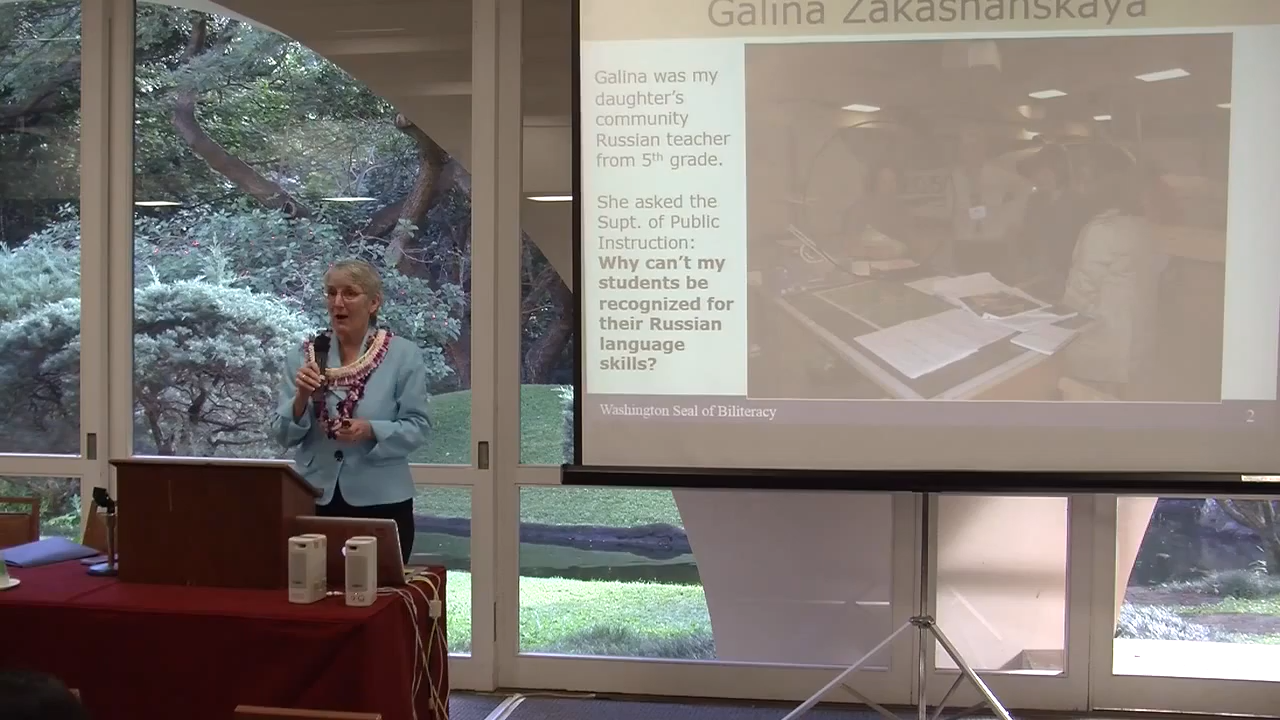 Galina Zakashanskaya
Galina was my
daughter's
community
Russian teacher
from 5th grade.
She asked the
Supt. of Public
Instruction:
Why can't my
students be
recognized for
their Russian
language
skills?
Washington Seal of Biliteracy
2